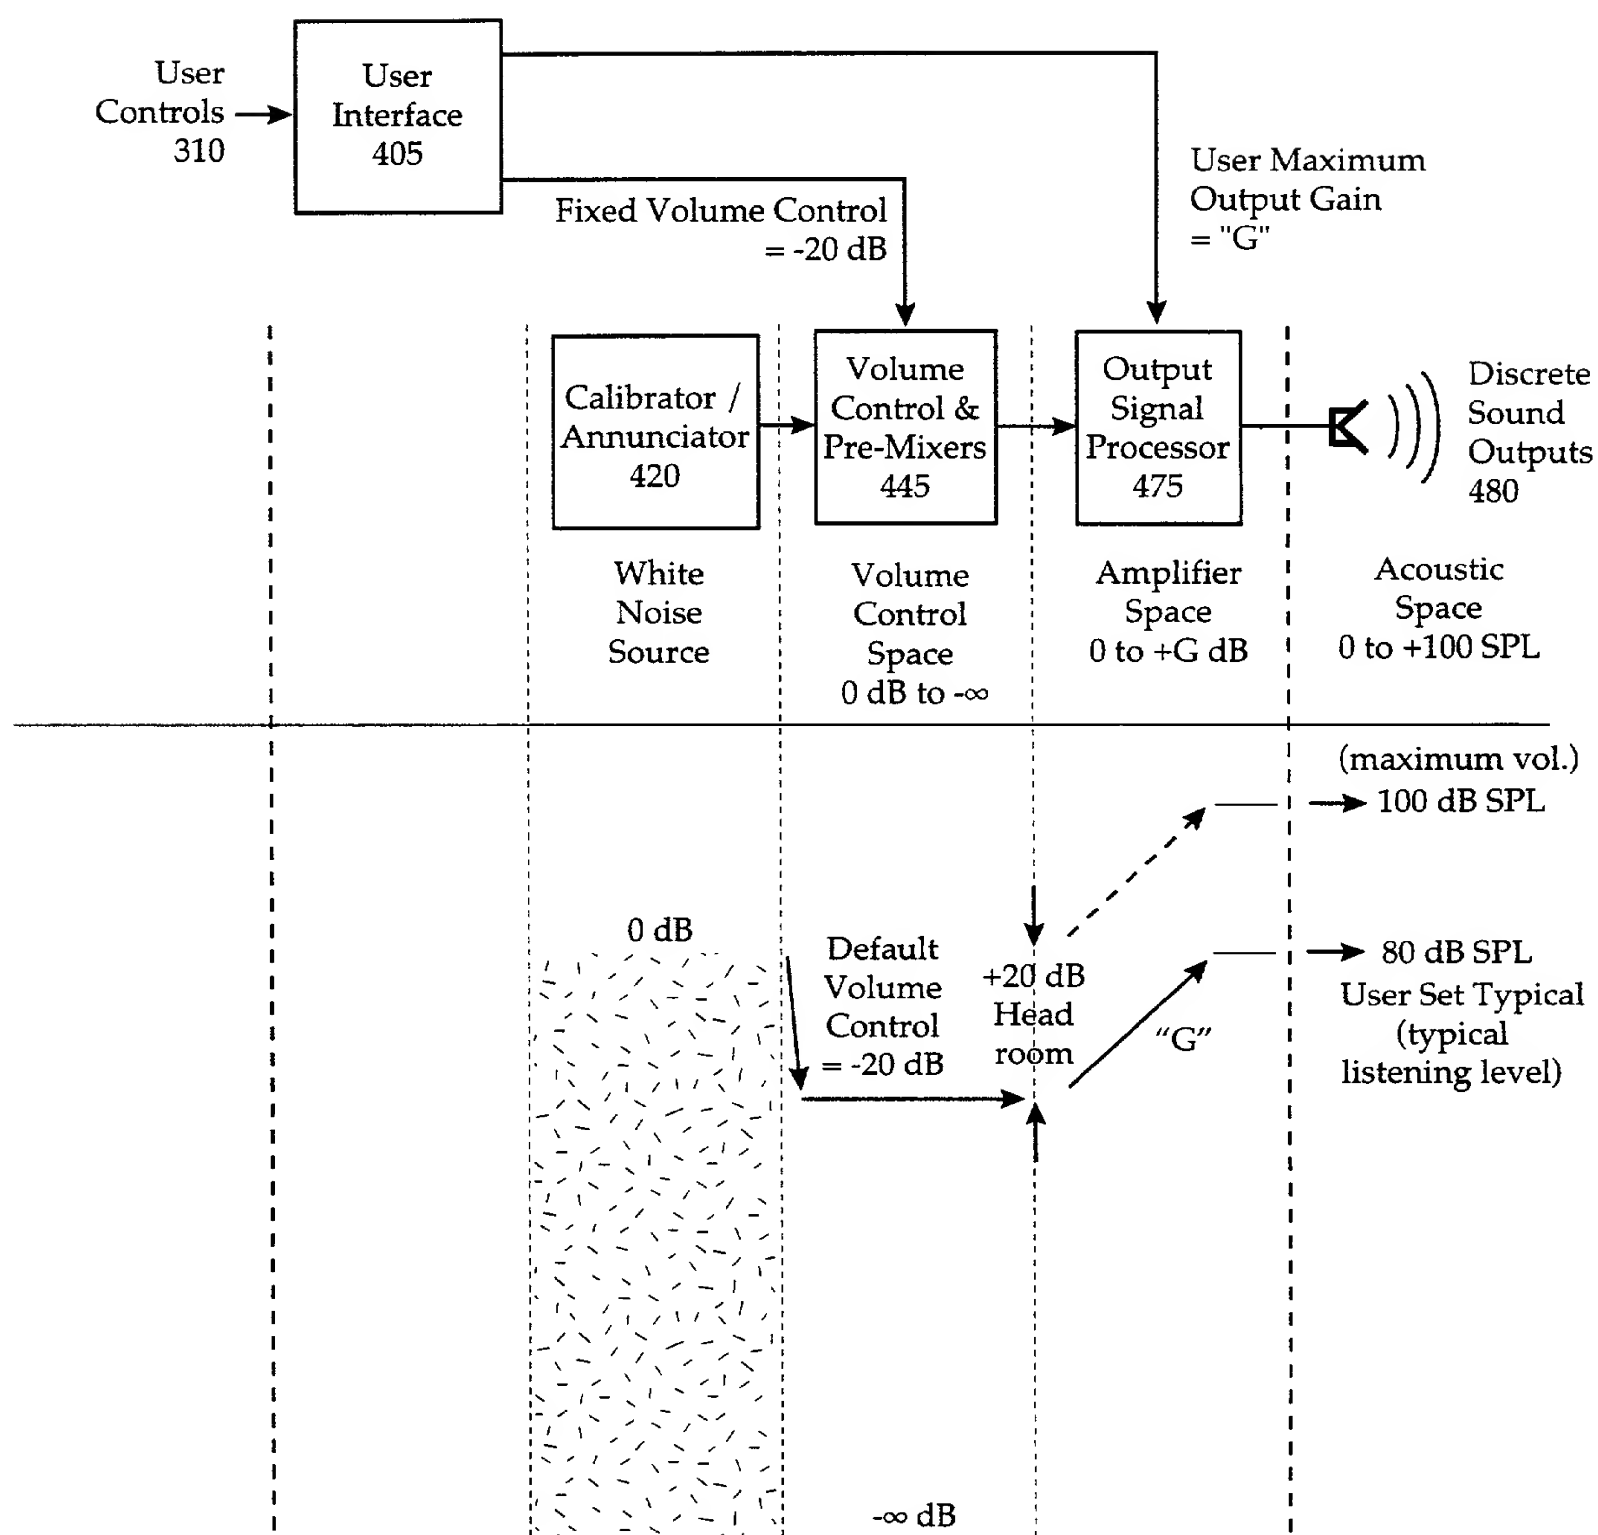 User
Controls
310
User
Interface
405
Fixed Volume Control
= -20 dB
User Maximum
Output Gain
= "G"
Calibrator /
Annunciator
420
Volume
Control &
Pre-Mixers
445
Output
Signal
Processor
475
Discrete
Sound
Outputs
480
White
Noise
Source
Volume
Control
Space
0 dB to -∞
Amplifier
Space
0 to +G dB
Acoustic
Space
0 to +100 SPL
(maximum vol.)
100 dB SPL
0 dB
Default
Volume
Control
= -20 dB
+20 dB
Head
room
“G”
80 dB SPL
User Set Typical
(typical
listening level)
-∞ dB